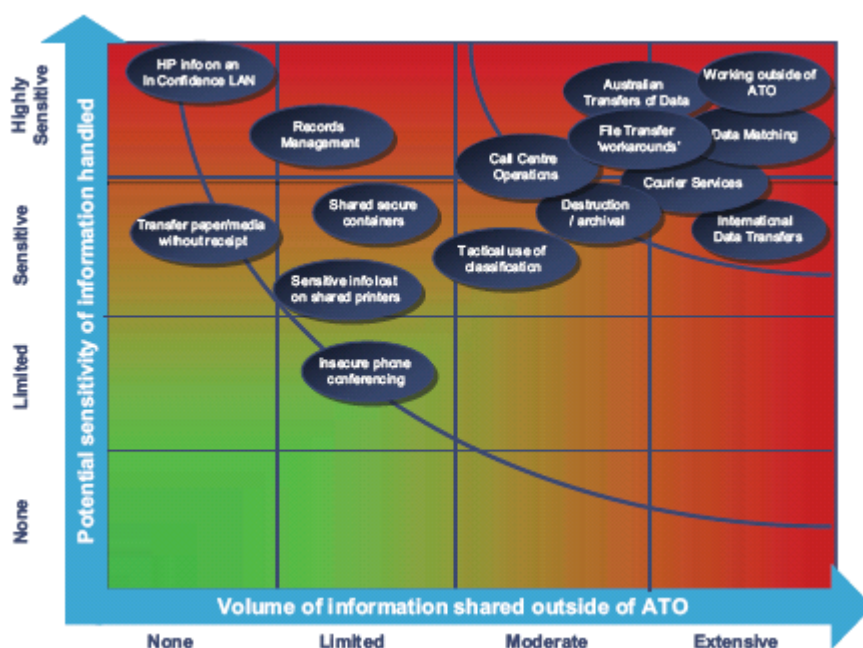 Potential sensitivity of information handled
Highly
Sensitive
Sensitive
Limited
None
HIP info on an
In Confidence LAN
Records
Management
Australian
Transfers of Data
Working outside of
ATO
File Transfer
'workarounds'
Data Matching
Call Centre
Operations
Courier Services
Transfer paper/media
without receipt
Shared secure
containers
Destruction
/ archival
International
Data Transfers
Tactical use of
classification
Sensitive info lost
on shared printers
Insecure phone
conferencing
Volume of information shared outside of ATO
None
Limited
Moderate
Extensive